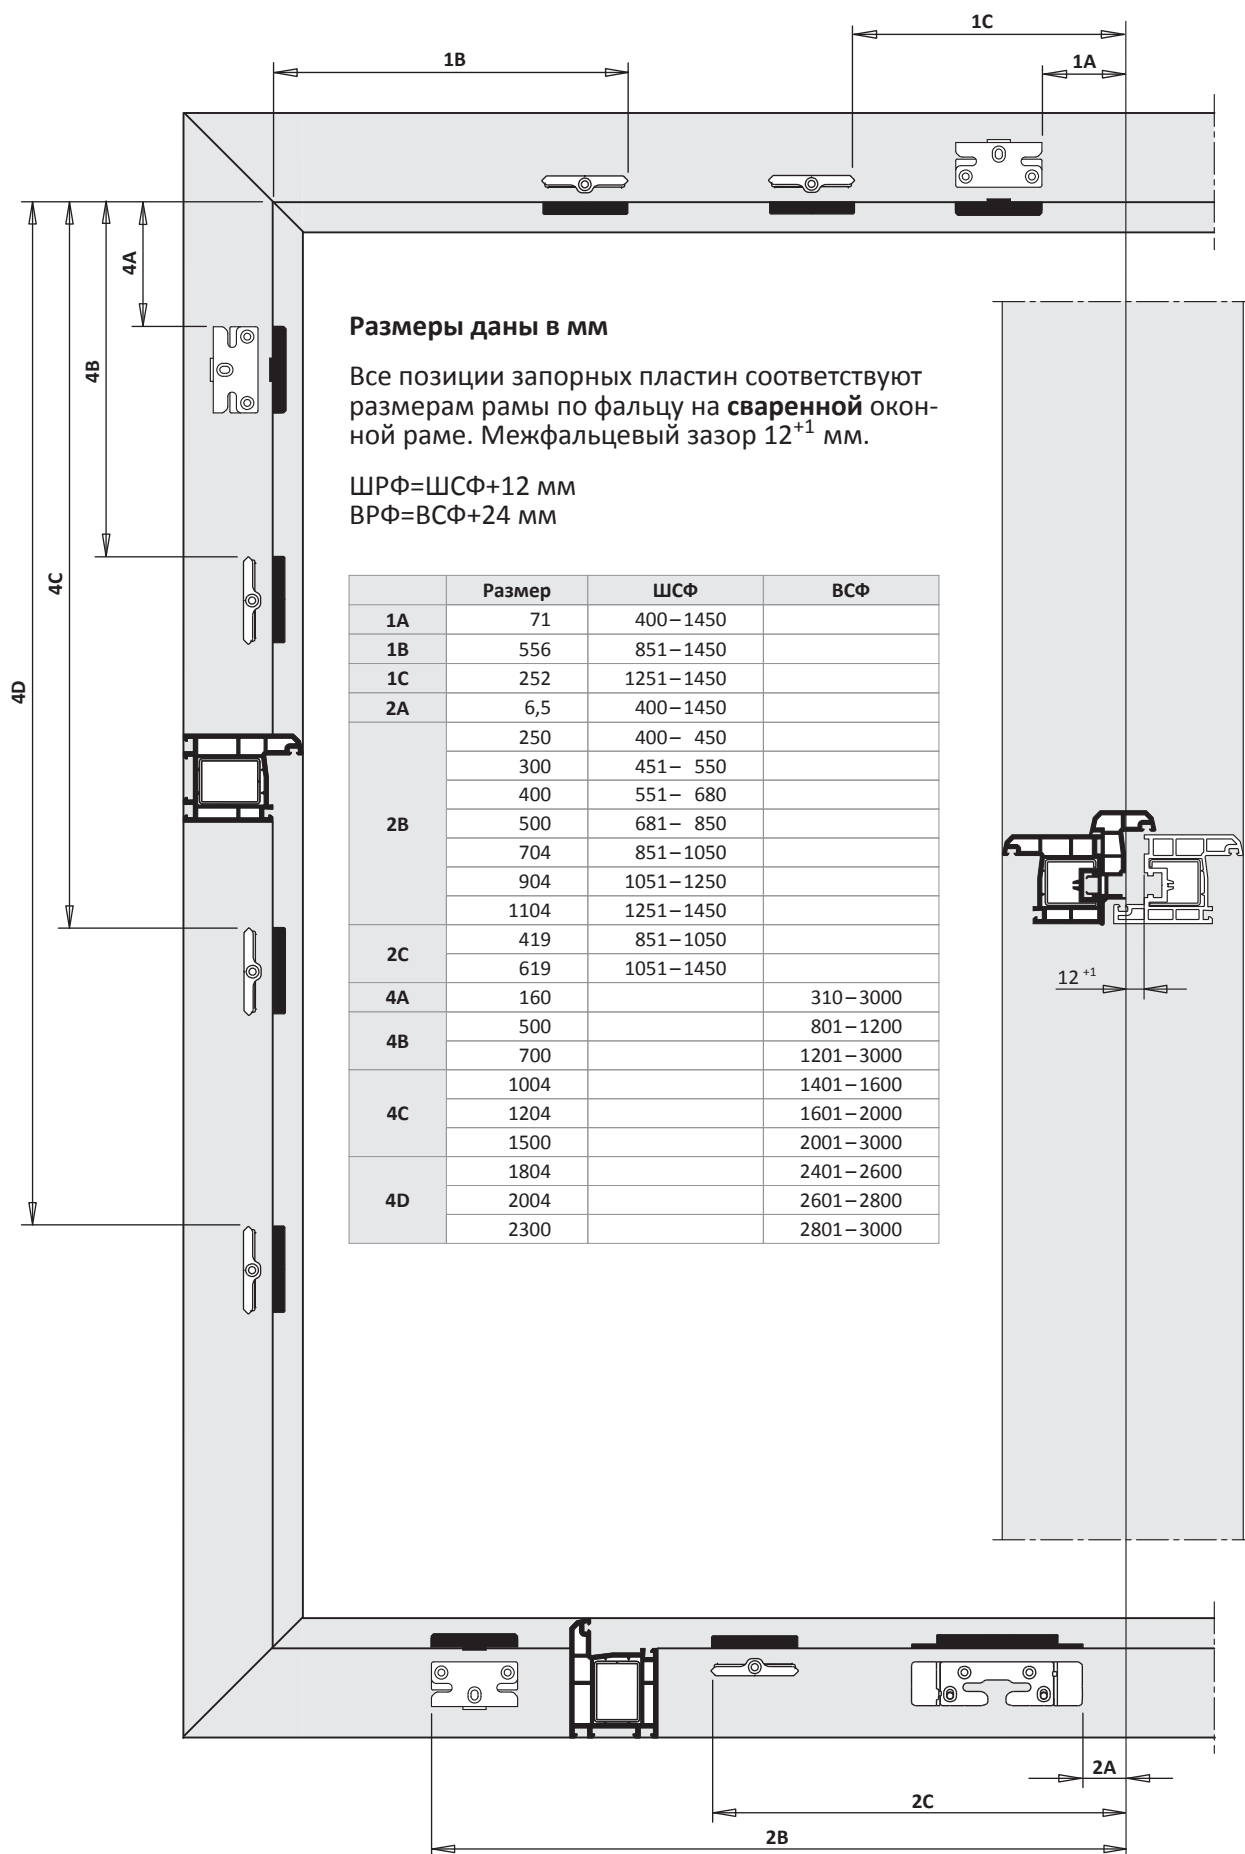 1C
1B
1A
4A
4B
4C
4D
Размеры даны в мм
Все позиции запорных пластин соответствуют
размерам рамы по фальцу на сваренной окон-
ной раме. Межфальцевый зазор 12+1 мм.
ШРФ=ШСФ+12 мм
ВРФ=ВСФ+24 мм
Размер ШСФ ВСФ
1A 71 400–1450
1B 556 851–1450
1C 252 1251–1450
2A 6,5 400–1450
2B 250 400– 450
300 451– 550
400 551– 680
500 681– 850
704 851–1050
904 1051–1250
1104 1251–1450
2C 419 851–1050
619 1051–1450
4A 160 310–3000
4B 500 801–1200
700 1201–3000
4C 1004 1401–1600
1204 1601–2000
1500 2001–3000
4D 1804 2401–2600
2004 2601–2800
2300 2801–3000
12 +1
2A
2C
2B